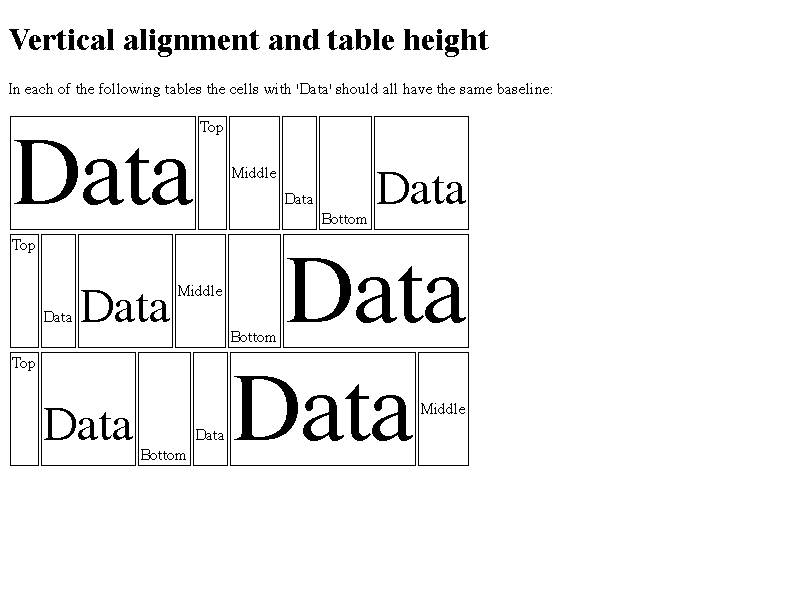 Vertical alignment and table height
In each of the following tables the cells with 'Data' should all have the same baseline:
Data Top Middle Data Bottom Data
Top Data Data Middle Bottom Data
Top Data Bottom Data Data Middle